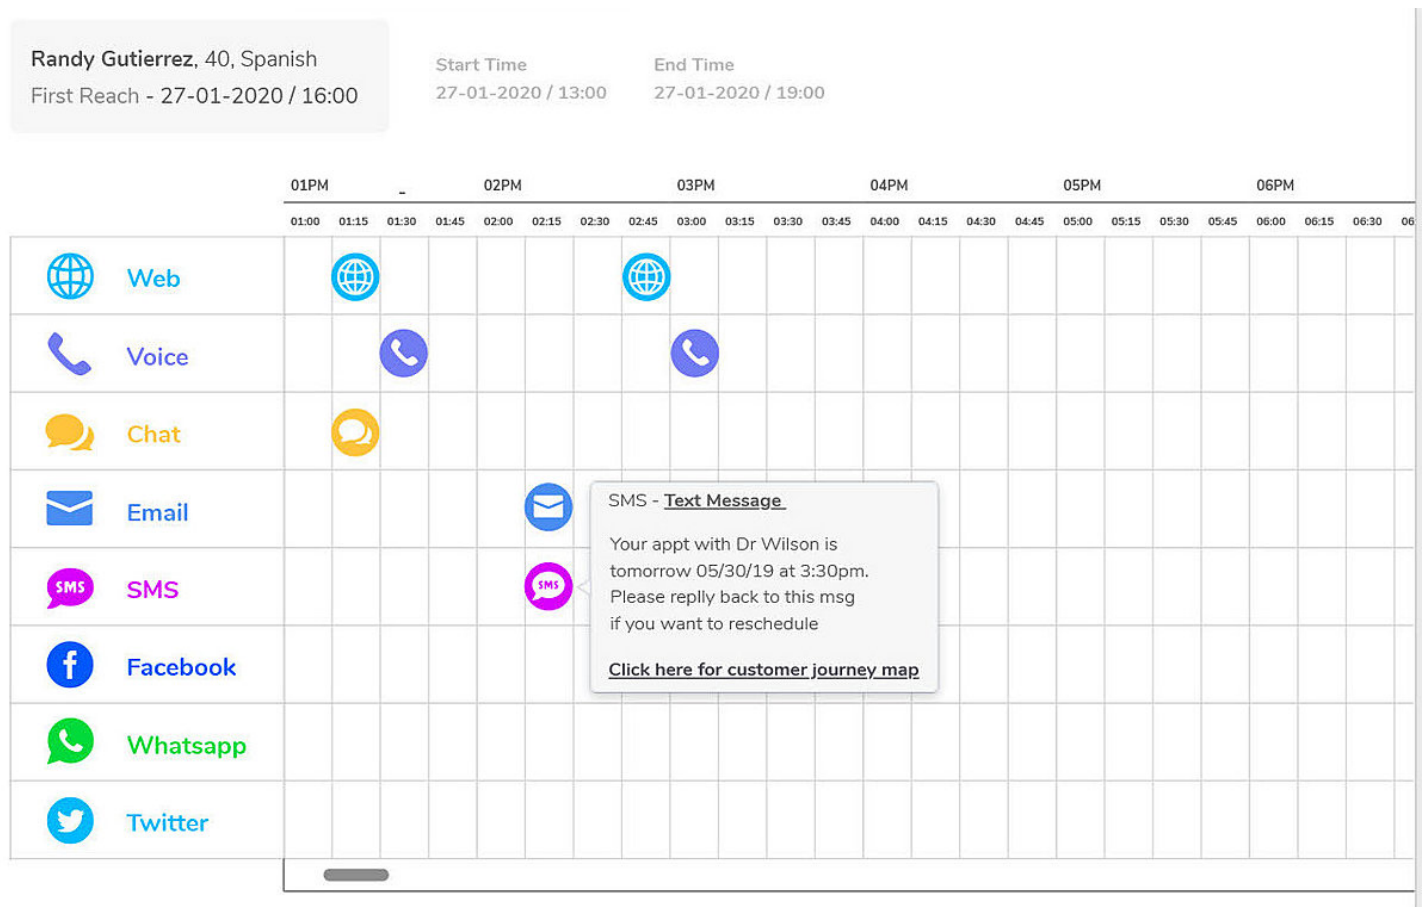 Randy Gutierrez, 40, Spanish
First Reach - 27-01-2020 / 16:00
Start Time
27-01-2020 / 13:00
End Time
27-01-2020 / 19:00
01PM - 02PM 03PM 04PM 05PM 06PM
01:00 01:15 01:30 01:45 02:00 02:15 02:30 02:45 03:00 03:15 03:30 03:45 04:00 04:15 04:30 04:45 05:00 05:15 05:30 05:45 06:00 06:15 06:30 06
Web
Voice
Chat
Email
SMS SMS
SMS
Facebook
Whatsapp
Twitter
SMS - Text Message
Your appt with Dr Wilson is
tomorrow 05/30/19 at 3:30pm.
Please replly back to this msg
if you want to reschedule
Click here for customer journey map